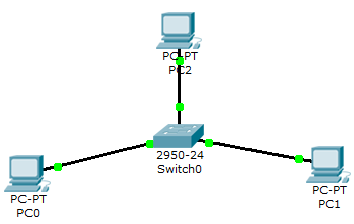 PC-PT
PC2
2950-24
Switch0
PC-PT
PC0
PC-PT
PC1